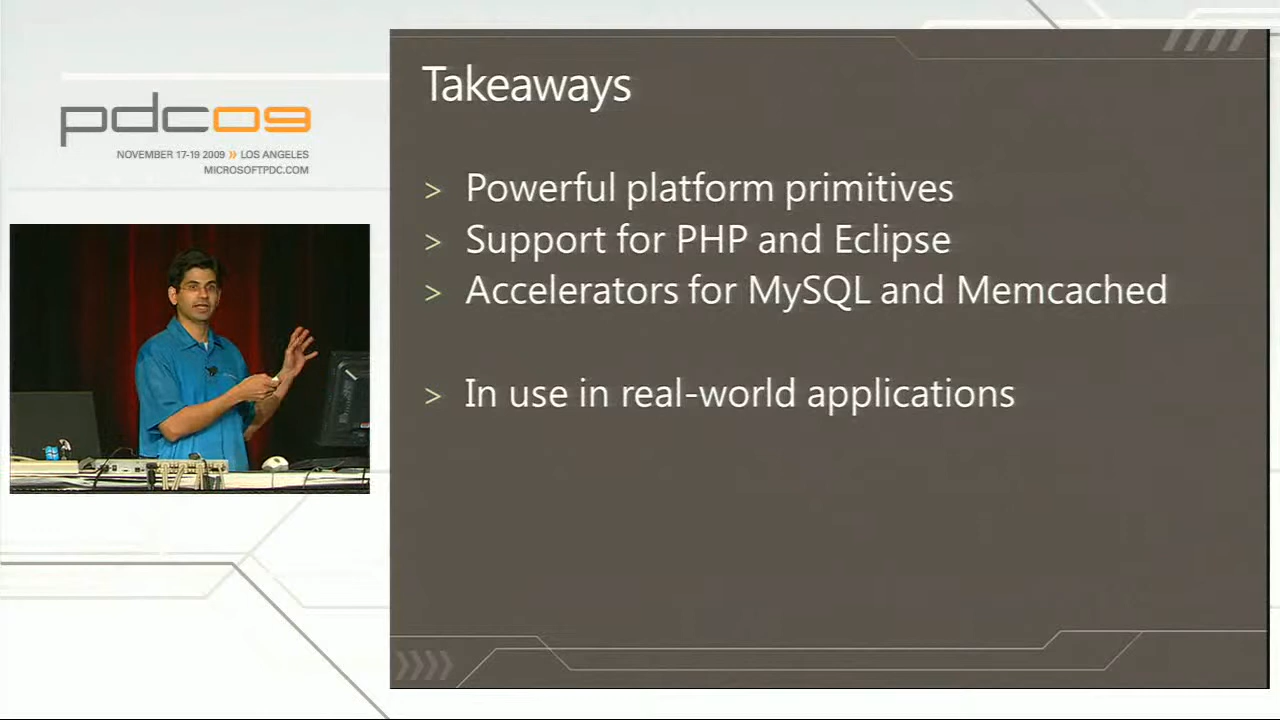 pdc09
NOVEMBER 17-19 2009 » LOS ANGELES
MICROSOFTPDC.COM
Takeaways
> Powerful platform primitives
> Support for PHP and Eclipse
> Accelerators for MySQL and Memcached
> In use in real-world applications